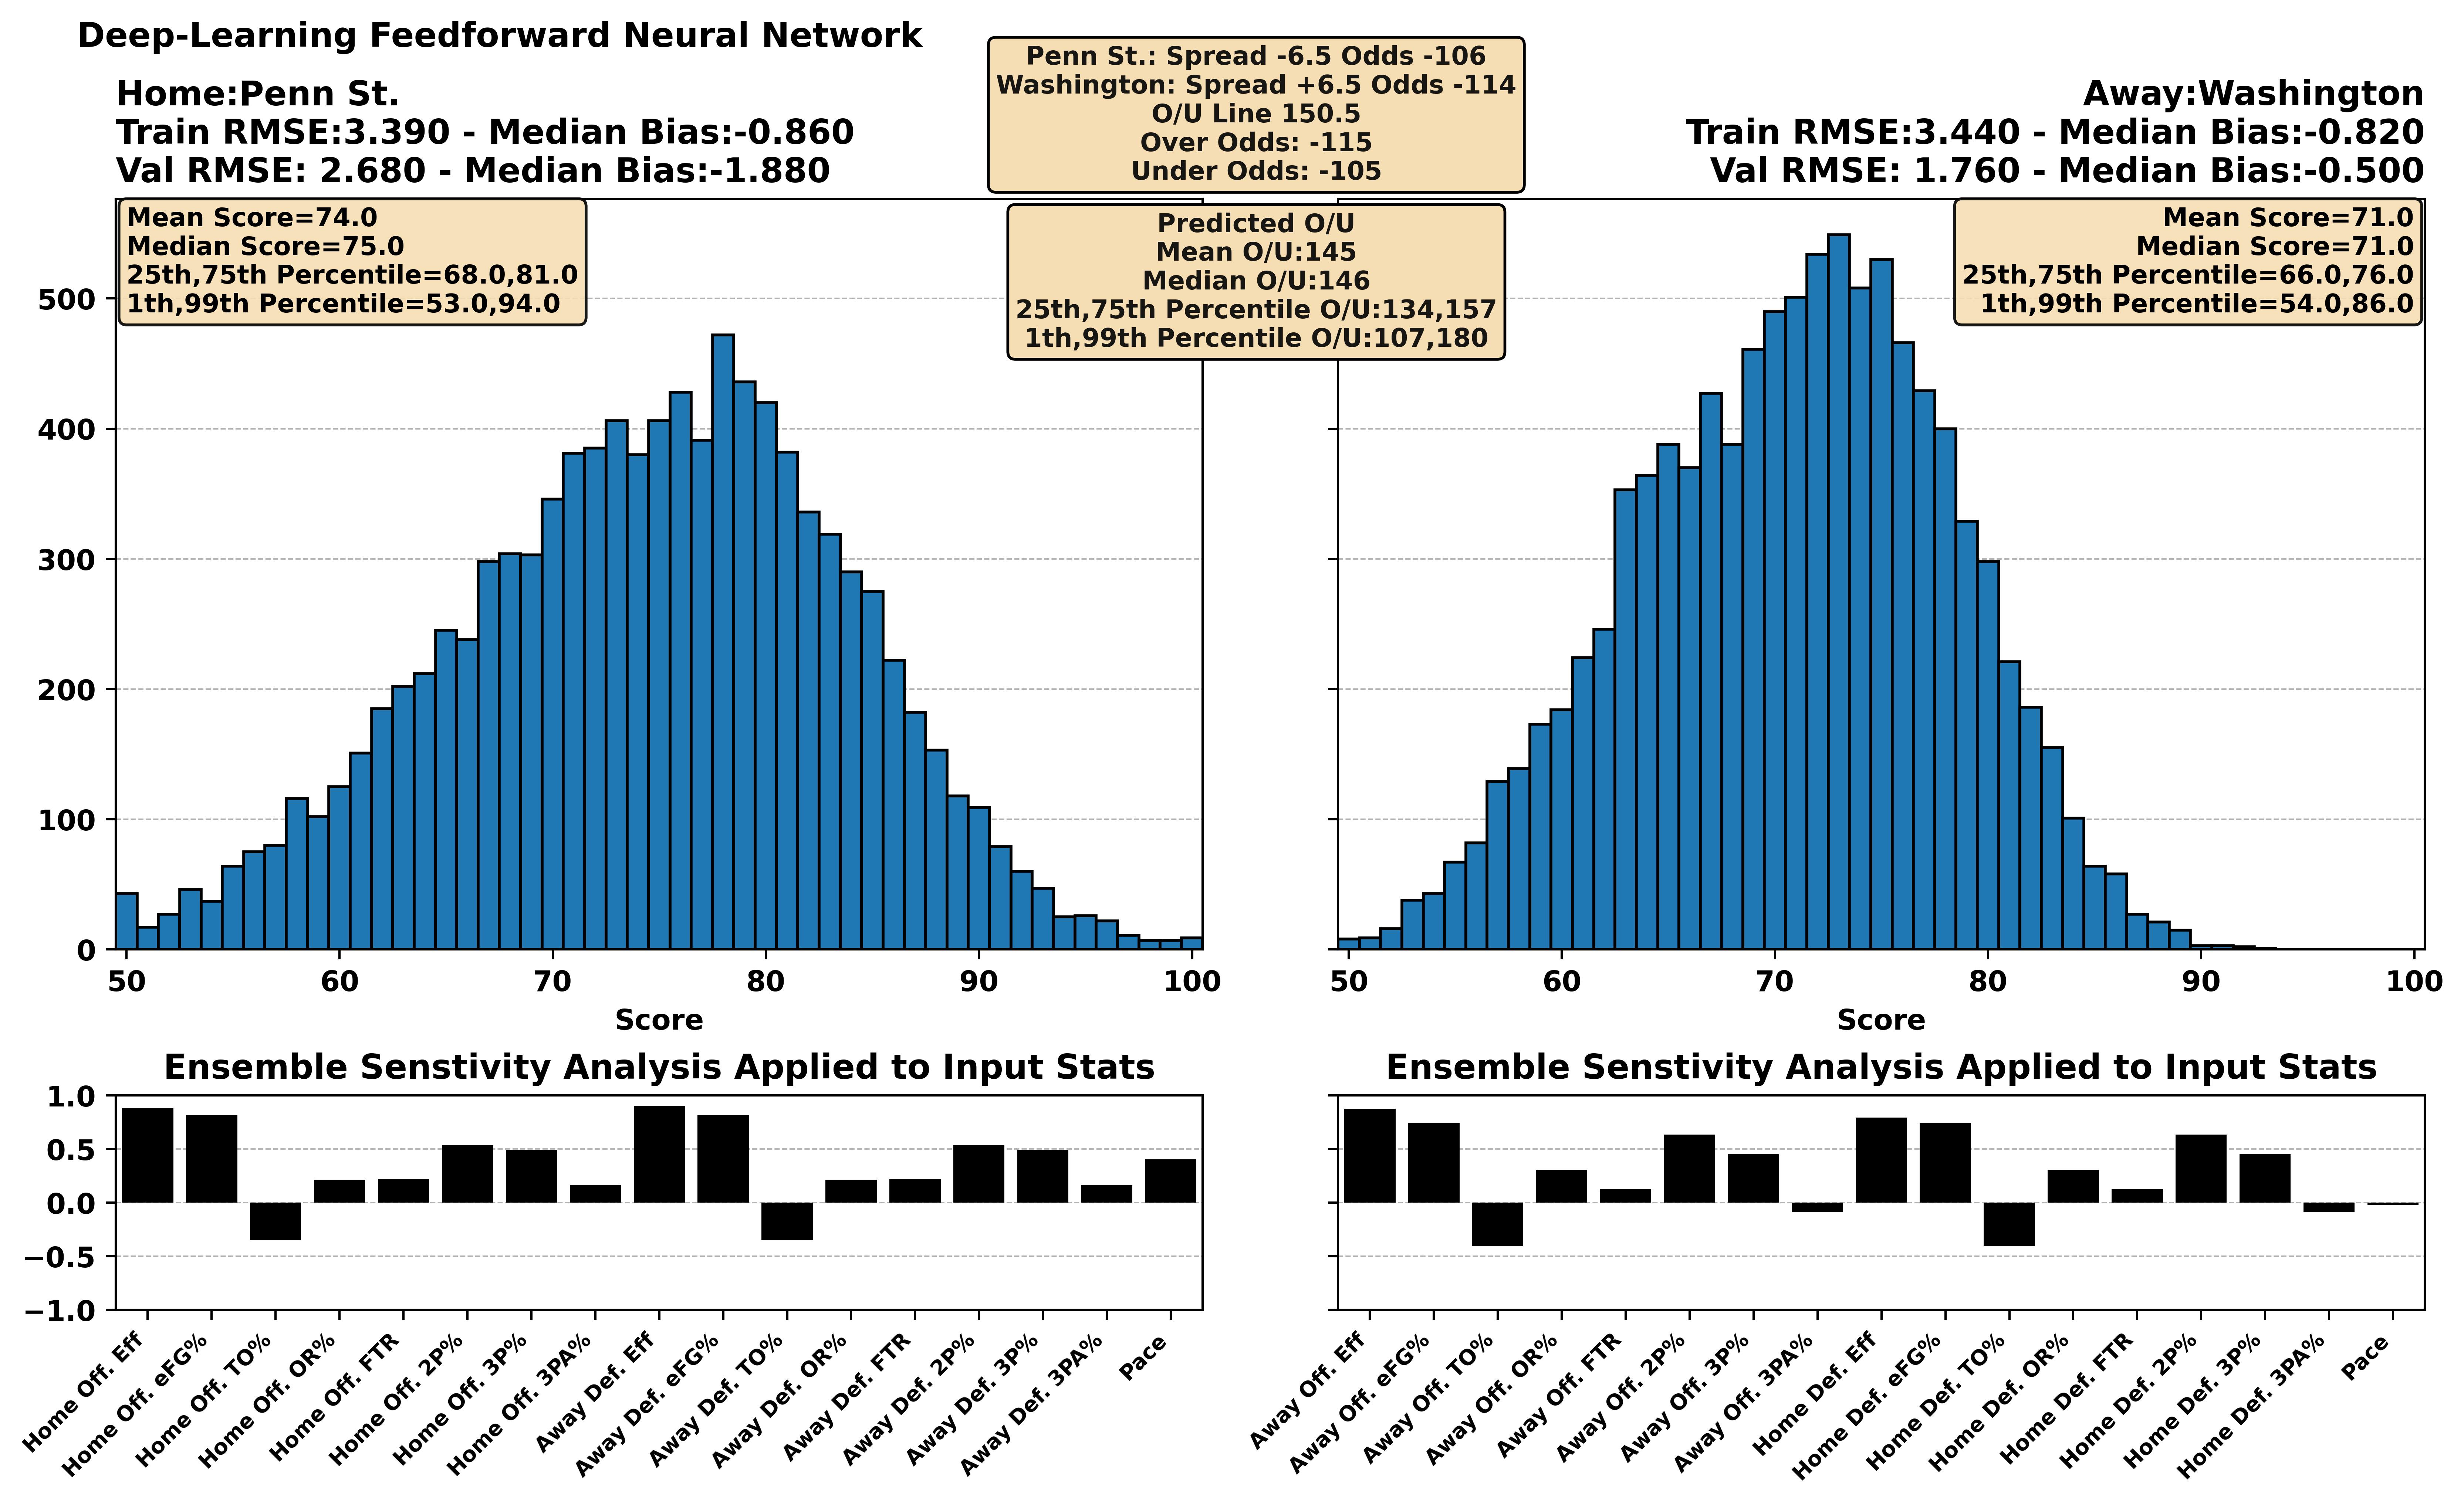 Deep-Learning Feedforward Neural Network
Home:Penn St.
Train RMSE:3.390 - Median Bias:-0.860
Val RMSE: 2.680 - Median Bias:-1.880
Penn St.: Spread -6.5 Odds -106
Washington: Spread +6.5 Odds -114
O/U Line 150.5
Over Odds: -115
Under Odds: -105
Away:Washington
Train RMSE:3.440 - Median Bias:-0.820
Val RMSE: 1.760 - Median Bias:-0.500
Mean Score=74.0
Median Score=75.0
25th,75th Percentile=68.0,81.0
1th,99th Percentile=53.0,94.0
Predicted O/U
Mean O/U:145
Median O/U:146
25th,75th Percentile O/U:134,157
1th,99th Percentile O/U:107,180
Mean Score=71.0
Median Score=71.0
25th,75th Percentile=66.0,76.0
1th,99th Percentile=54.0,86.0
500
400
300
200
100
0
50 60 70 80 90 100
Score
50 60 70 80 90 100
Score
Ensemble Senstivity Analysis Applied to Input Stats
1.0
0.5
0.0
−0.5
−1.0
Home Off. Eff
Home Off. eFG%
Home Off. TO%
Home Off. OR%
Home Off. FTR
Home Off. 2P%
Home Off. 3P%
Home Off. 3PA%
Away Def. Eff
Away Def. eFG%
Away Def. TO%
Away Def. OR%
Away Def. FTR
Away Def. 2P%
Away Def. 3P%
Away Def. 3PA%
Pace
Ensemble Senstivity Analysis Applied to Input Stats
Away Off. Eff
Away Off. eFG%
Away Off. TO%
Away Off. OR%
Away Off. FTR
Away Off. 2P%
Away Off. 3P%
Away Off. 3PA%
Home Def. Eff
Home Def. eFG%
Home Def. TO%
Home Def. OR%
Home Def. FTR
Home Def. 2P%
Home Def. 3P%
Home Def. 3PA%
Pace